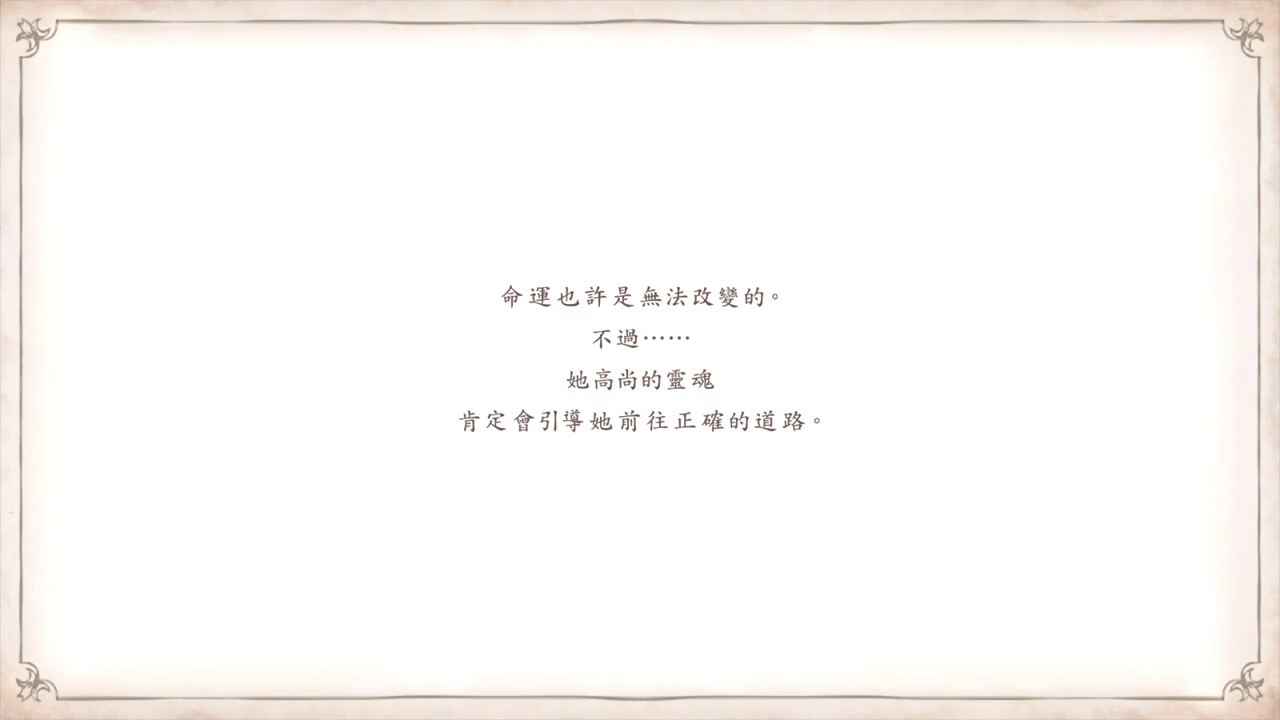 命運也許是無法改變的。
不過……
她高尚的靈魂
肯定會引導她前往正確的道路。